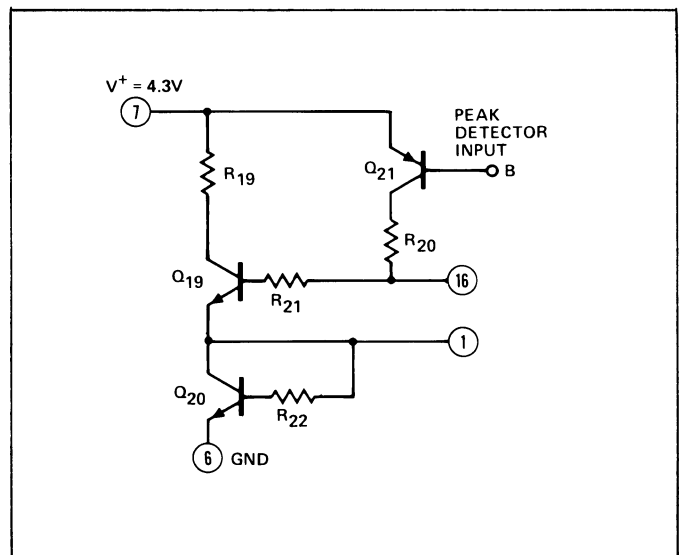 V+ = 4.3V
7
PEAK
DETECTOR
INPUT
R19
Q21
B
R20
Q19
R21
16
1
Q20
R22
6 GND